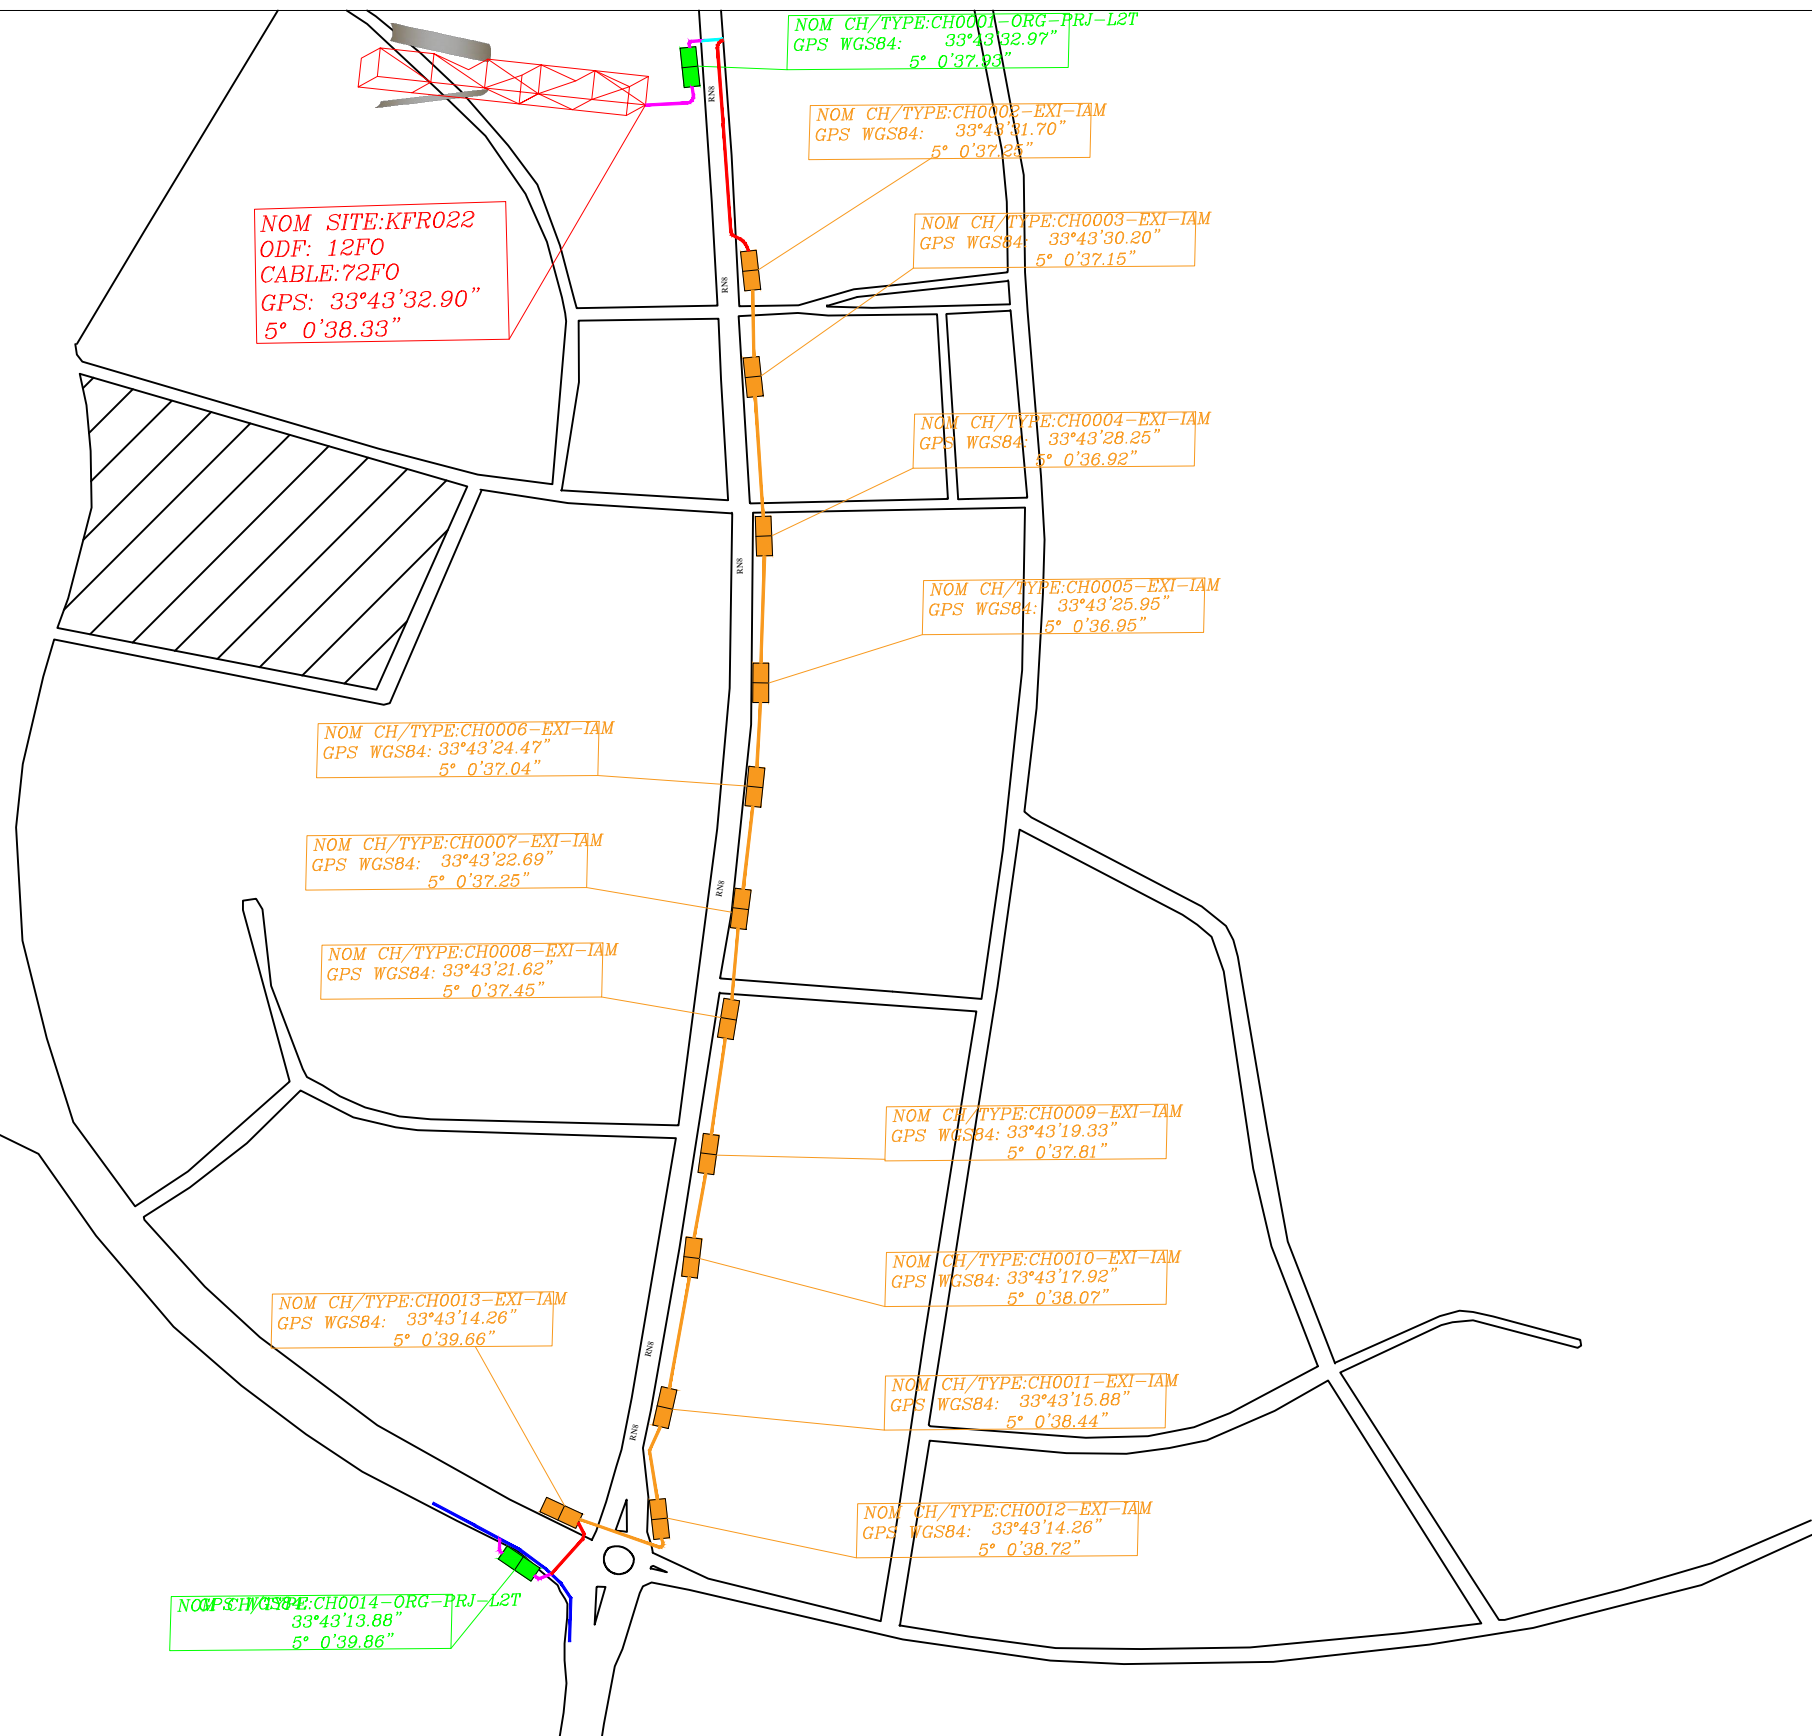 NOM CH/TYPE:CH0001-ORG-PRJ-L2T
GPS WGS84: 33°43'32.97"
5° 0'37.93"
RN8
NOM CH/TYPE:CH0002-EXI-IAM
GPS WGS84: 33°43'31.70"
5° 0'37.25"
NOM SITE:KFR022
ODF: 12FO
CABLE:72FO
GPS: 33°43'32.90"
5° 0'38.33"
NOM CH/TYPE:CH0003-EXI-IAM
GPS WGS84: 33°43'30.20"
5° 0'37.15"
RN8
NOM CH/TYPE:CH0004-EXI-IAM
GPS WGS84: 33°43'28.25"
5° 0'36.92"
RN8
NOM CH/TYPE:CH0005-EXI-IAM
GPS WGS84: 33°43'25.95"
5° 0'36.95"
NOM CH/TYPE:CH0006-EXI-IAM
GPS WGS84: 33°43'24.47"
5° 0'37.04"
NOM CH/TYPE:CH0007-EXI-IAM
GPS WGS84: 33°43'22.69"
5° 0'37.25"
RN8
NOM CH/TYPE:CH0008-EXI-IAM
GPS WGS84: 33°43'21.62"
5° 0'37.45"
NOM CH/TYPE:CH0009-EXI-IAM
GPS WGS84: 33°43'19.33"
5° 0'37.81"
NOM CH/TYPE:CH0010-EXI-IAM
GPS WGS84: 33°43'17.92"
5° 0'38.07"
NOM CH/TYPE:CH0013-EXI-IAM
GPS WGS84: 33°43'14.26"
5° 0'39.66"
RN8
NOM CH/TYPE:CH0011-EXI-IAM
GPS WGS84: 33°43'15.88"
5° 0'38.44"
RN8
NOM CH/TYPE:CH0012-EXI-IAM
GPS WGS84: 33°43'14.26"
5° 0'38.72"
NOM CH/TYPE:CH0014-ORG-PRJ-L2T
GPS WGS84:
33°43'13.88"
5° 0'39.86"